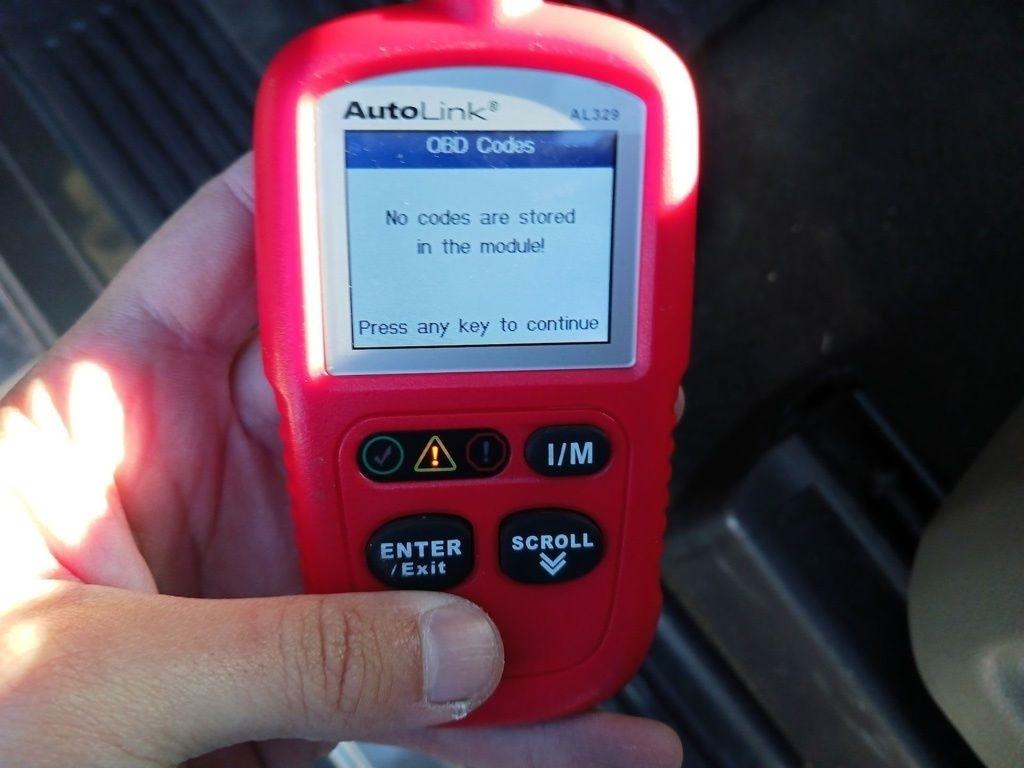 AutoLink®
AL329
OBD Codes
No codes are stored
in the module!
Press any key to continue
I/M
ENTER
/Exit
SCROLL